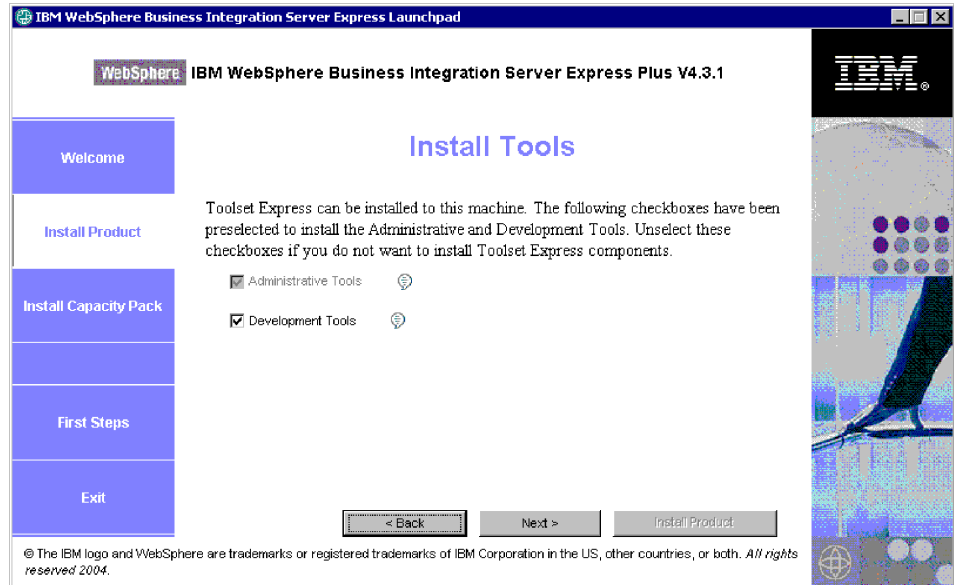 IBM WebSphere Business Integration Server Express Launchpad
WebSphere IBM WebSphere Business Integration Server Express Plus V4.3.1
IBM®
Welcome
Install Product
Install Capacity Pack
First Steps
Exit
Install Tools
Toolset Express can be installed to this machine. The following checkboxes have been
preselected to install the Administrative and Development Tools. Unselect these
checkboxes if you do not want to install Toolset Express components.
Administrative Tools
Development Tools
< Back
Next >
Install Product
© The IBM logo and WebSphere are trademarks or registered trademarks of IBM Corporation in the US, other countries, or both. All rights
reserved 2004.